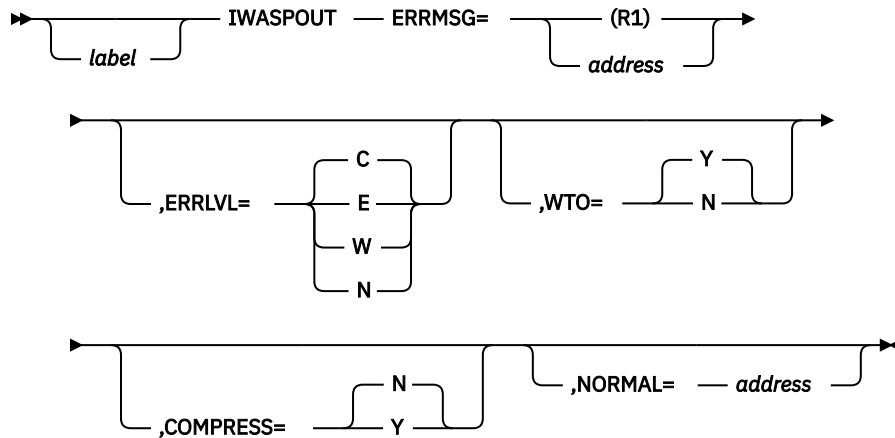 IWASPOUT ERRMSG= (R1)
label address
C Y
,ERRLVL= E ,WTO= N
W
N
N ,NORMAL= address
,COMPRESS= Y